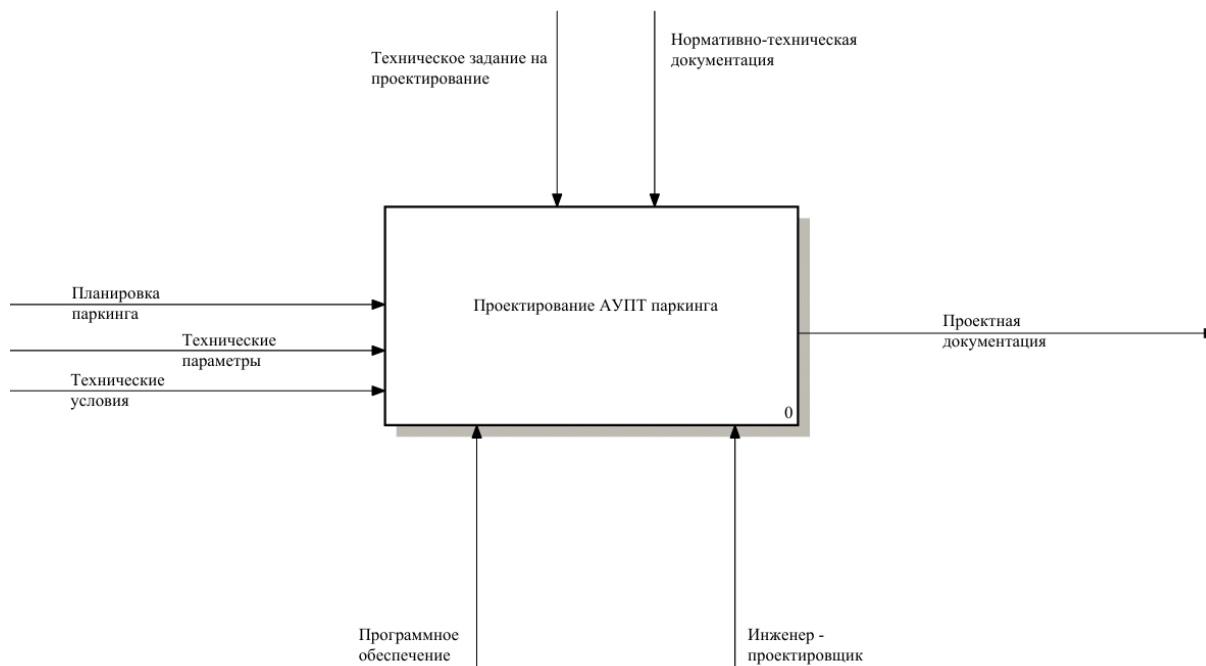 Техническое задание на
проектирование
Нормативно-техническая
документация
Планировка
паркинга
Технические
параметры
Технические
условия
Проектирование АУПТ паркинга
0
Проектная
документация
Программное
обеспечение
Инженер -
проектировщик